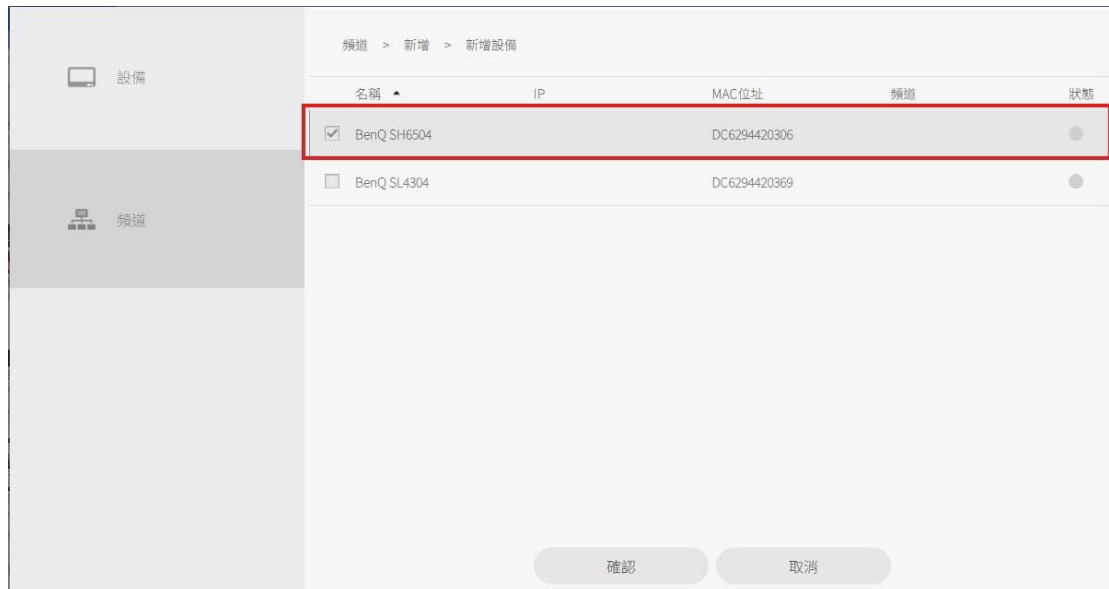 頻道 > 新增 > 新增設備
設備
名稱 IP MAC位址 頻道 狀態
BenQ SH6504 DC6294420306
BenQ SL4304 DC6294420369
頻道
確認 取消